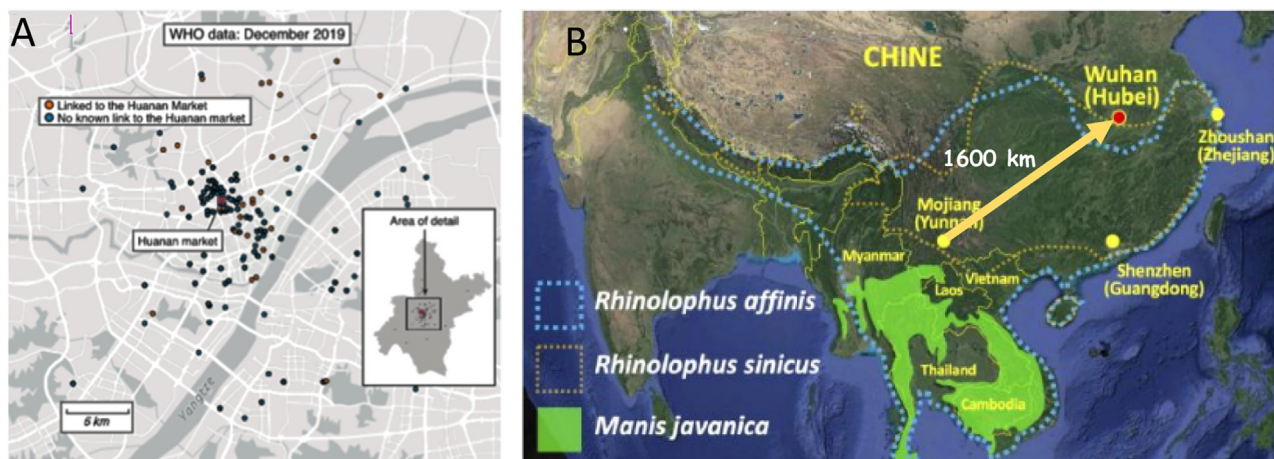 A
WHO data: December 2019
Linked to the Huanan Market
No known link to the Huanan market
Huanan market
Area of detail
Yangtze
5 km
B
CHINE
Wuhan
(Hubei)
Zhoushan
(Zhejiang)
1600 km
Mojiang
(Yunnan)
Myanmar
Vietnam
Laos
Shenzhen
(Guangdong)
Thailand
Cambodia
Rhinolophus affinis
Rhinolophus sinicus
Manis javanica